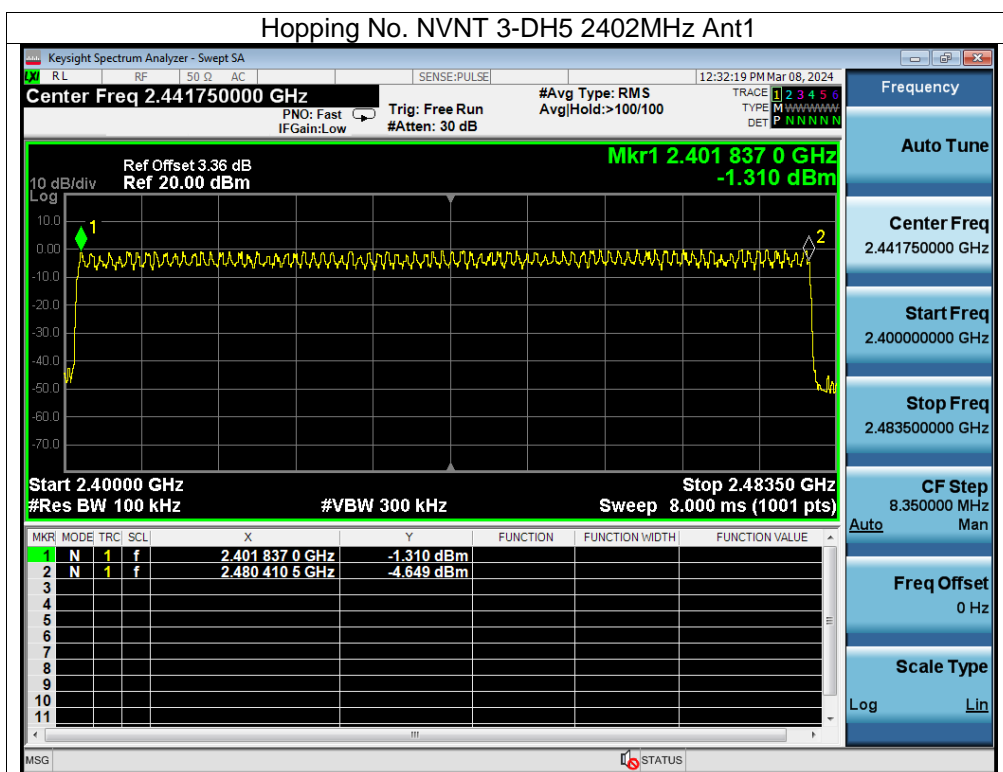 Hopping No. NVNT 3-DH5 2402MHz Ant1
Keysight Spectrum Analyzer - Swept SA
LXI RL RF 50 Ω AC SENSE:PULSE 12:32:19 PM Mar 08, 2024
Center Freq 2.441750000 GHz
PNO: Fast
IFGain:Low
Trig: Free Run
#Atten: 30 dB
#Avg Type: RMS
Avg|Hold:>100/100
TRACE 1 2 3 4 5 6
TYPE M WWWWW
DET P N N N N N
Ref Offset 3.36 dB
10 dB/div Ref 20.00 dBm
Log
Mkr1 2.401 837 0 GHz
-1.310 dBm
10.0
0.00
-10.0
-20.0
-30.0
-40.0
-50.0
-60.0
-70.0
1
2
Start 2.40000 GHz Stop 2.48350 GHz
#Res BW 100 kHz #VBW 300 kHz Sweep 8.000 ms (1001 pts)
MKR MODE TRC SCL X Y FUNCTION FUNCTION WIDTH FUNCTION VALUE
1 N 1 f 2.401 837 0 GHz -1.310 dBm
2 N 1 f 2.480 410 5 GHz -4.649 dBm
3
4
5
6
7
8
9
10
11
MSG STATUS
Frequency
Auto Tune
Center Freq
2.441750000 GHz
Start Freq
2.400000000 GHz
Stop Freq
2.483500000 GHz
CF Step
8.350000 MHz
Auto Man
Freq Offset
0 Hz
Scale Type
Log Lin